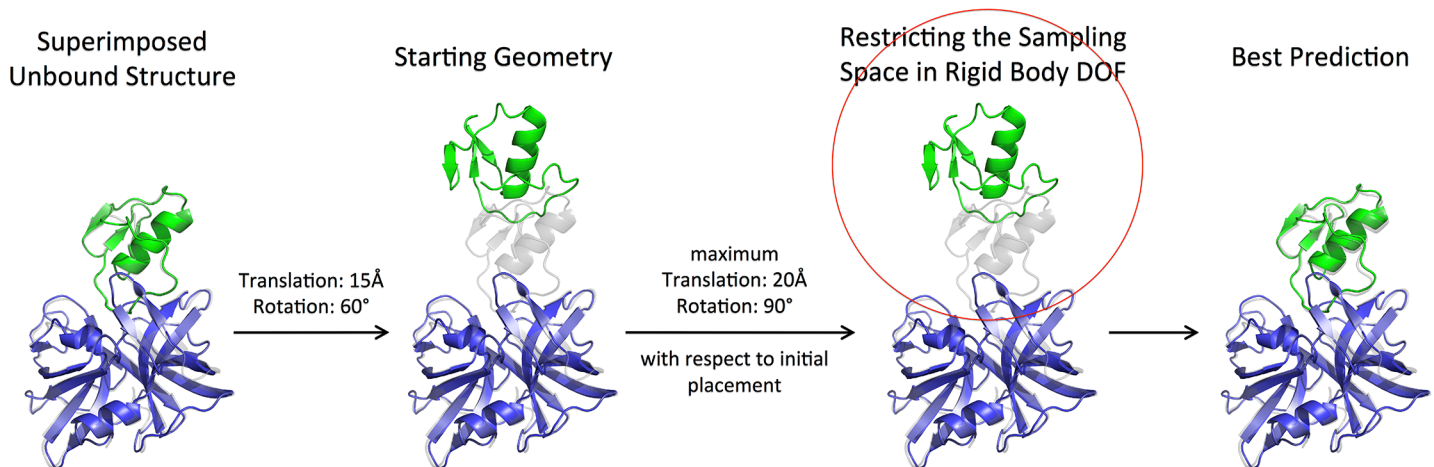 Superimposed
Unbound Structure
Starting Geometry
Restricting the Sampling
Space in Rigid Body DOF
Best Prediction
Translation: 15Å
Rotation: 60°
maximum
Translation: 20Å
Rotation: 90°
with respect to initial
placement